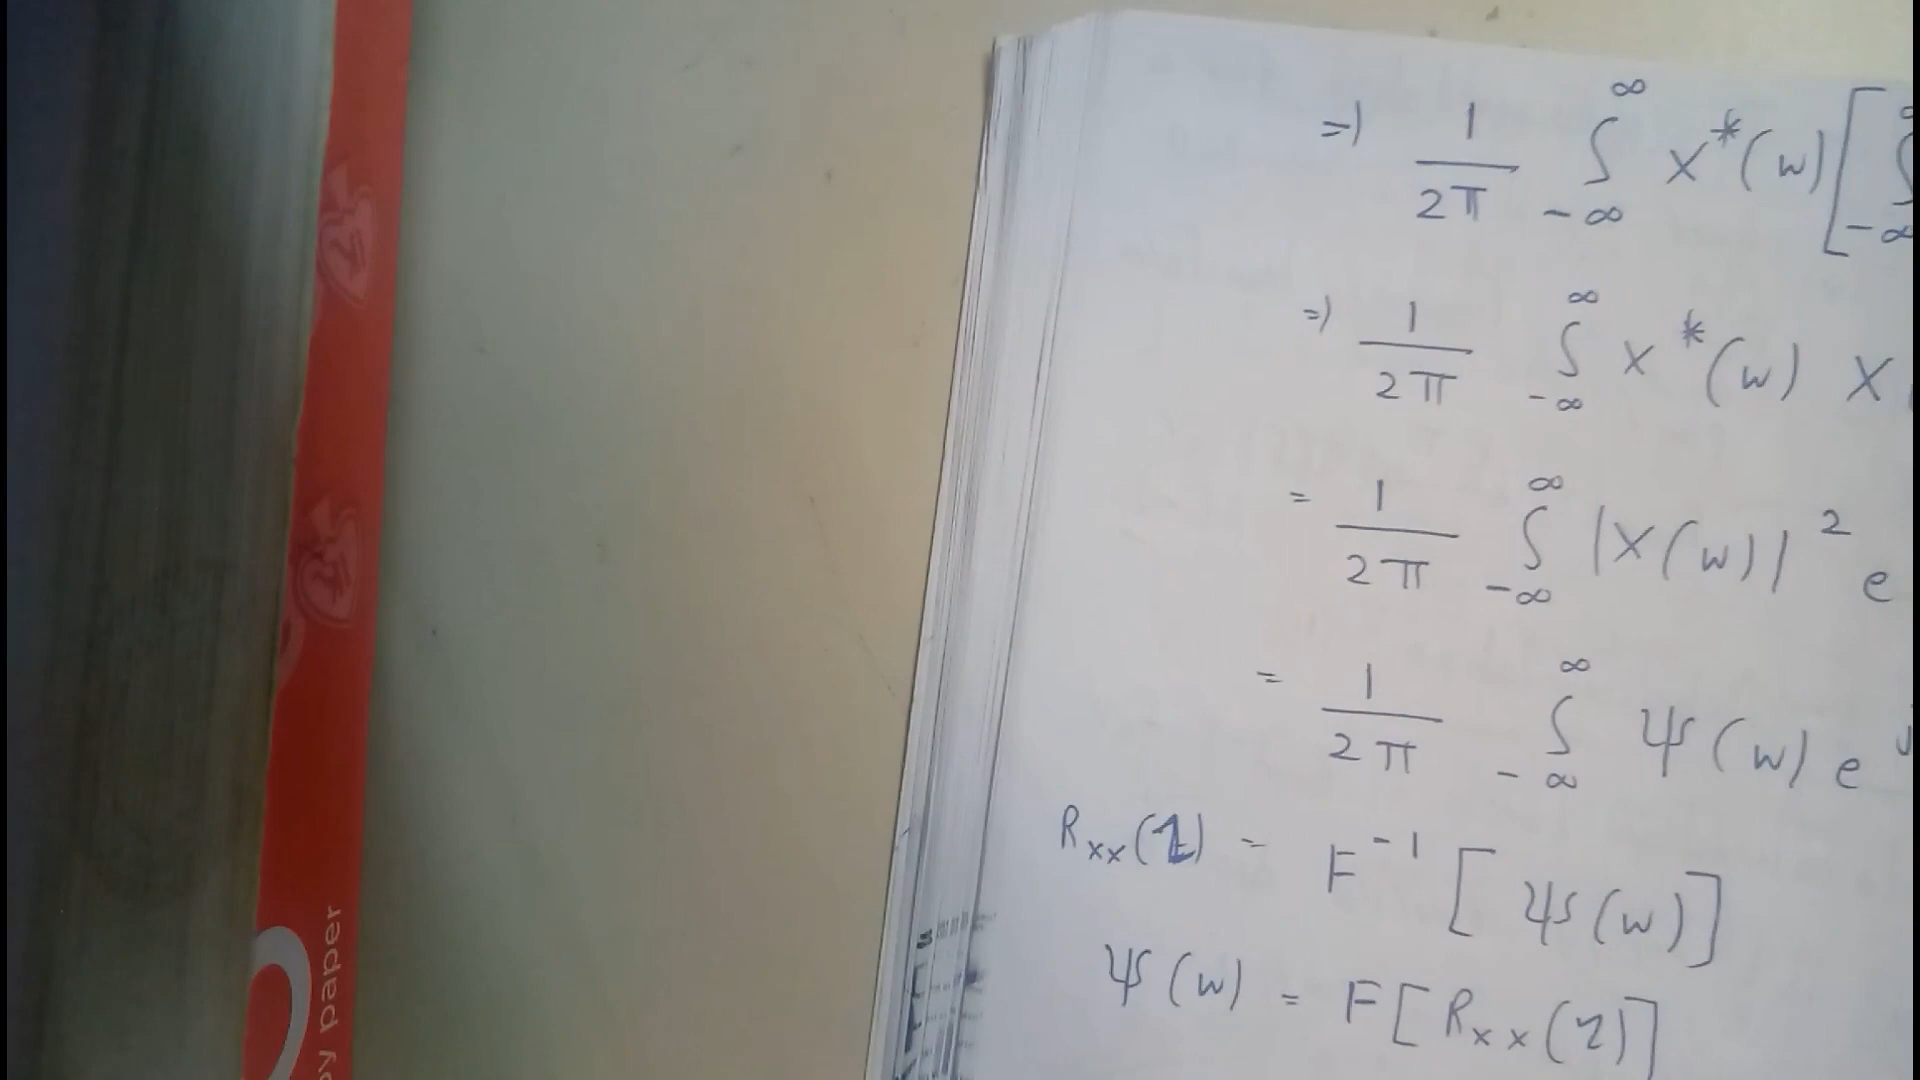 =) 1/2π ∫_{-∞}^{∞} X*(w) [ ∫_{-∞}
=) 1/2π ∫_{-∞}^{∞} X*(w) X
= 1/2π ∫_{-∞}^{∞} |X(w)|² e
= 1/2π ∫_{-∞}^{∞} ψ(w) e^j
Rxx(τ) = F⁻¹ [ψ(w)]
ψ(w) = F[Rxx(τ)]
py paper